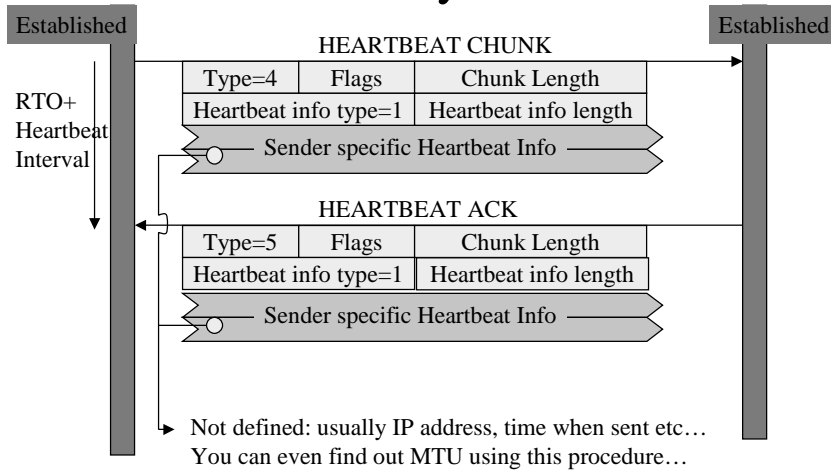 Established
Established
HEARTBEAT CHUNK
Type=4 Flags Chunk Length
Heartbeat info type=1 Heartbeat info length
Sender specific Heartbeat Info
RTO+
Heartbeat
Interval
HEARTBEAT ACK
Type=5 Flags Chunk Length
Heartbeat info type=1 Heartbeat info length
Sender specific Heartbeat Info
Not defined: usually IP address, time when sent etc…
You can even find out MTU using this procedure…